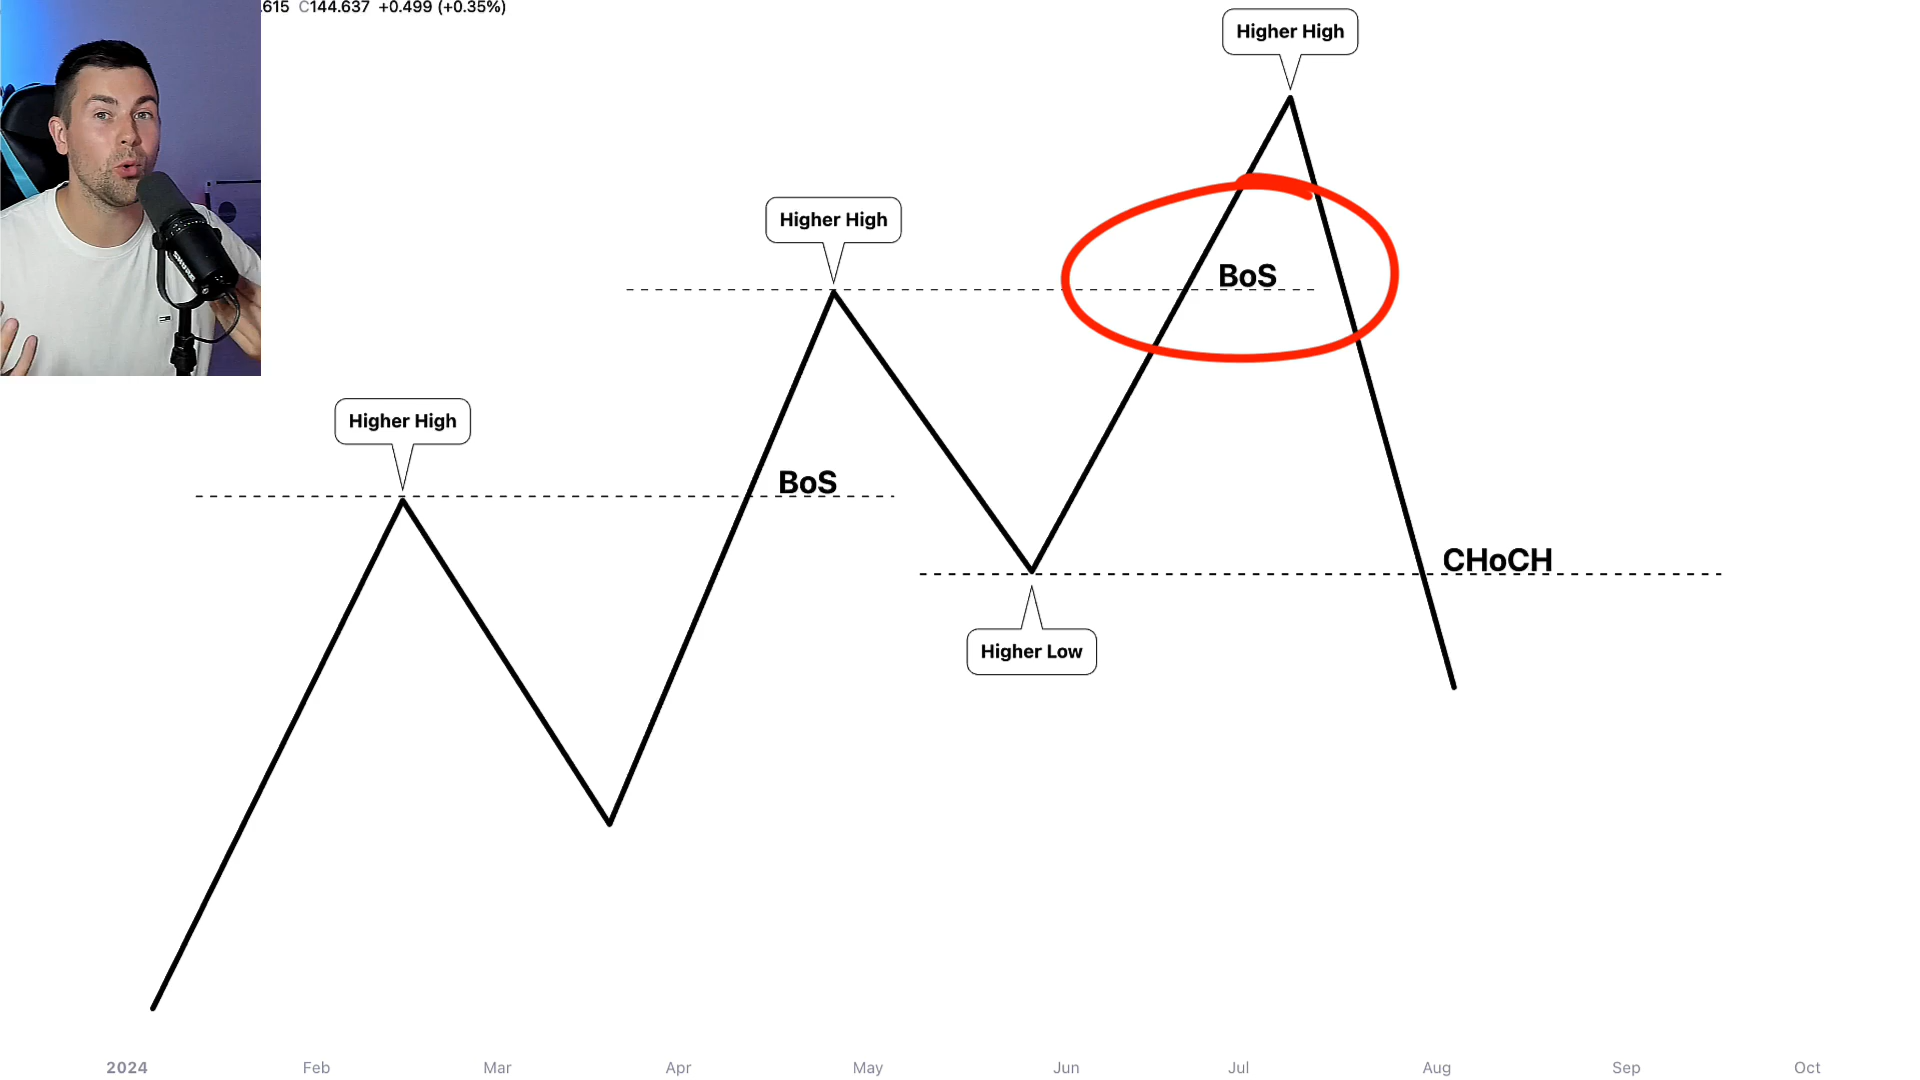 .615 C144.637 +0.499 (+0.35%)
Higher High
Higher High
BoS
Higher High
BoS
CHoCH
Higher Low
SHURE
2024 Feb Mar Apr May Jun Jul Aug Sep Oct